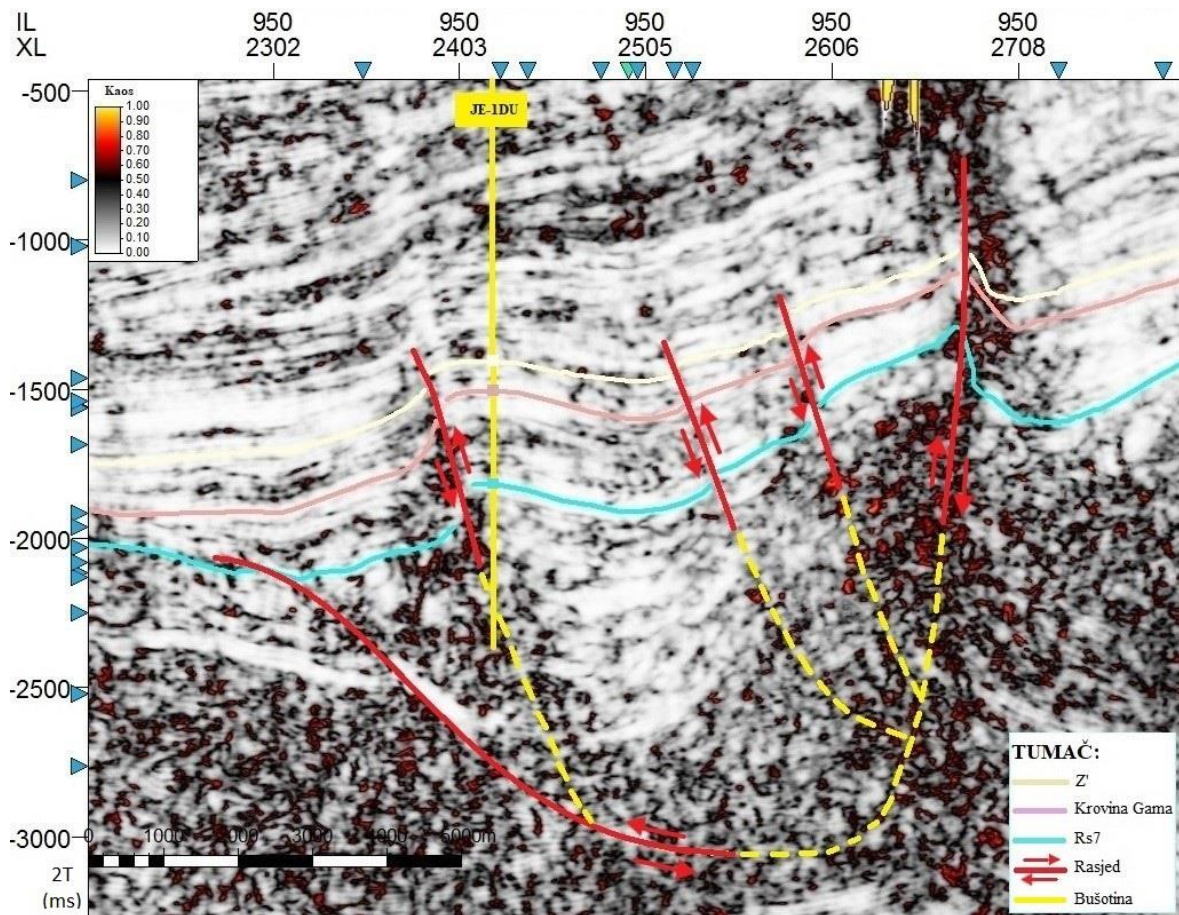 IL 950 950 950 950 950
XL 2302 2403 2505 2606 2708
-500
Kaos
1.00
0.90
0.80
0.70
0.60
0.50
0.40
0.30
0.20
0.10
0.00
JE-1DU
-1000
-1500
-2000
-2500
-3000
0 1000 2000 3000 4000 5000m
2T
(ms)
TUMAČ:
Z'
Krovina Gama
Rs7
Rasjed
Bušotina